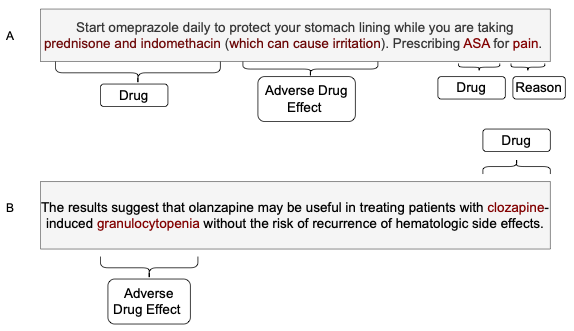 A
Start omeprazole daily to protect your stomach lining while you are taking
prednisone and indomethacin (which can cause irritation). Prescribing ASA for pain.
Drug
Adverse Drug
Effect
Drug
Reason
Drug
B
The results suggest that olanzapine may be useful in treating patients with clozapine-
induced granulocytopenia without the risk of recurrence of hematologic side effects.
Adverse
Drug Effect